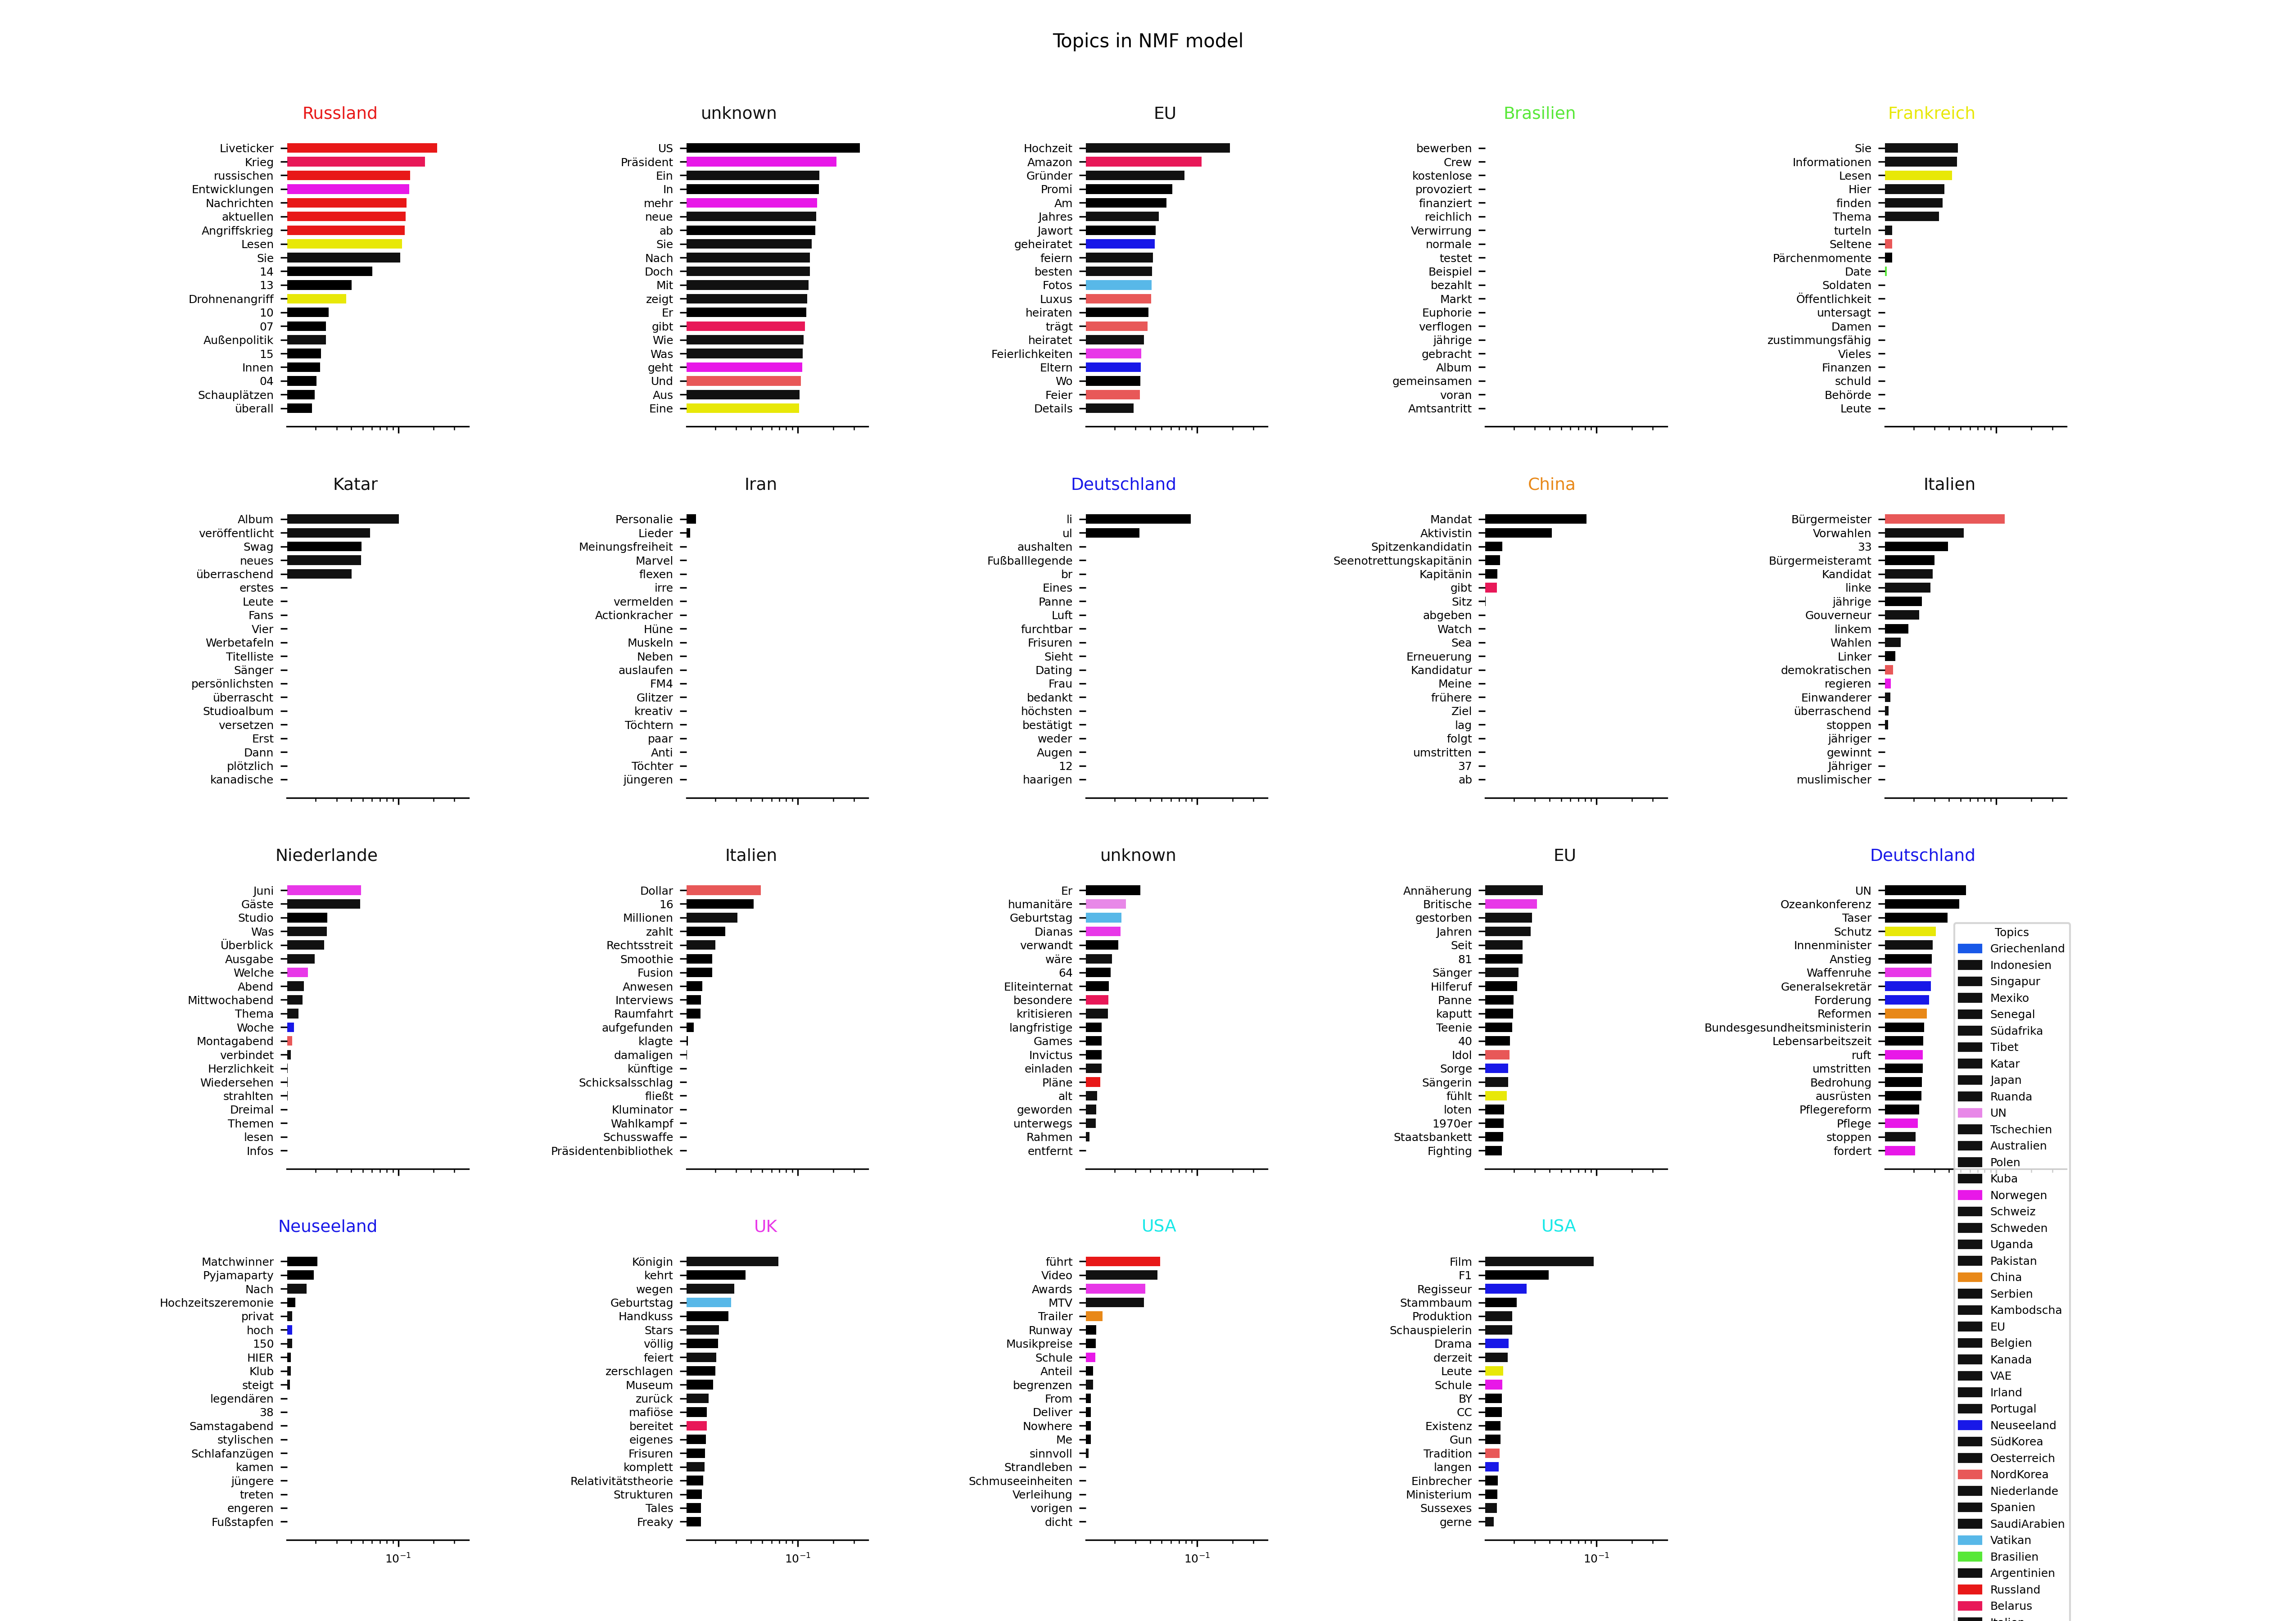 Topics in NMF model
Russland
Liveticker
Krieg
russischen
Entwicklungen
Nachrichten
aktuellen
Angriffskrieg
Lesen
Sie
14
13
Drohnenangriff
10
07
Außenpolitik
15
Innen
04
Schauplätzen
überall
unknown
US
Präsident
Ein
In
mehr
neue
ab
Sie
Nach
Doch
Mit
zeigt
Er
gibt
Wie
Was
geht
Und
Aus
Eine
EU
Hochzeit
Amazon
Gründer
Promi
Am
Jahres
Jawort
geheiratet
feiern
besten
Fotos
Luxus
heiraten
trägt
heiratet
Feierlichkeiten
Eltern
Wo
Feier
Details
Brasilien
bewerben
Crew
kostenlose
provoziert
finanziert
reichlich
Verwirrung
normale
testet
Beispiel
bezahlt
Markt
Euphorie
verflogen
jährige
gebracht
Album
gemeinsamen
voran
Amtsantritt
Frankreich
Sie
Informationen
Lesen
Hier
finden
Thema
turteln
Seltene
Pärchenmomente
Date
Soldaten
Öffentlichkeit
untersagt
Damen
zustimmungsfähig
Vieles
Finanzen
schuld
Behörde
Leute
Katar
Album
veröffentlicht
Swag
neues
überraschend
erstes
Leute
Fans
Vier
Werbetafeln
Titelliste
Sänger
persönlichsten
überrascht
Studioalbum
versetzen
Erst
Dann
plötzlich
kanadische
Iran
Personalie
Lieder
Meinungsfreiheit
Marvel
flexen
irre
vermelden
Actionkracher
Hüne
Muskeln
Neben
auslaufen
FM4
Glitzer
kreativ
Töchtern
paar
Anti
Töchter
jüngeren
Deutschland
li
ul
aushalten
Fußballlegende
br
Eines
Panne
Luft
furchtbar
Frisuren
Sieht
Dating
Frau
bedankt
höchsten
bestätigt
weder
Augen
12
haarigen
China
Mandat
Aktivistin
Spitzenkandidatin
Seenotrettungskapitänin
Kapitänin
gibt
Sitz
abgeben
Watch
Sea
Erneuerung
Kandidatur
Meine
frühere
Ziel
lag
folgt
umstritten
37
ab
Italien
Bürgermeister
Vorwahlen
33
Bürgermeisteramt
Kandidat
linke
jährige
Gouverneur
linkem
Wahlen
Linker
demokratischen
regieren
Einwanderer
überraschend
stoppen
jähriger
gewinnt
Jähriger
muslimischer
Niederlande
Juni
Gäste
Studio
Was
Überblick
Ausgabe
Welche
Abend
Mittwochabend
Thema
Woche
Montagabend
verbindet
Herzlichkeit
Wiedersehen
strahlten
Dreimal
Themen
lesen
Infos
Italien
Dollar
16
Millionen
zahlt
Rechtsstreit
Smoothie
Fusion
Anwesen
Interviews
Raumfahrt
aufgefunden
klagte
damaligen
künftige
Schicksalsschlag
fließt
Kluminator
Wahlkampf
Schusswaffe
Präsidentenbibliothek
unknown
Er
humanitäre
Geburtstag
Dianas
verwandt
wäre
64
Eliteinternat
besondere
kritisieren
langfristige
Games
Invictus
einladen
Pläne
alt
geworden
unterwegs
Rahmen
entfernt
EU
Annäherung
Britische
gestorben
Jahren
Seit
81
Sänger
Hilferuf
Panne
kaputt
Teenie
40
Idol
Sorge
Sängerin
fühlt
loten
1970er
Staatsbankett
Fighting
Deutschland
UN
Ozeankonferenz
Taser
Schutz
Innenminister
Anstieg
Waffenruhe
Generalsekretär
Forderung
Reformen
Bundesgesundheitsministerin
Lebensarbeitszeit
ruft
umstritten
Bedrohung
ausrüsten
Pflegereform
Pflege
stoppen
fordert
Neuseeland
Matchwinner
Pyjamaparty
Nach
Hochzeitszeremonie
privat
hoch
150
HIER
Klub
steigt
legendären
38
Samstagabend
stylischen
Schlafanzügen
kamen
jüngere
treten
engeren
Fußstapfen
10⁻¹
UK
Königin
kehrt
wegen
Geburtstag
Handkuss
Stars
völlig
feiert
zerschlagen
Museum
zurück
mafiöse
bereitet
eigenes
Frisuren
komplett
Relativitätstheorie
Strukturen
Tales
Freaky
10⁻¹
USA
führt
Video
Awards
MTV
Trailer
Runway
Musikpreise
Schule
Anteil
begrenzen
From
Deliver
Nowhere
Me
sinnvoll
Strandleben
Schmuseeinheiten
Verleihung
vorigen
dicht
10⁻¹
USA
Film
F1
Regisseur
Stammbaum
Produktion
Schauspielerin
Drama
derzeit
Leute
Schule
BY
CC
Existenz
Gun
Tradition
langen
Einbrecher
Ministerium
Sussexes
gerne
10⁻¹
Topics
Griechenland
Indonesien
Singapur
Mexiko
Senegal
Südafrika
Tibet
Katar
Japan
Ruanda
UN
Tschechien
Australien
Polen
Kuba
Norwegen
Schweiz
Schweden
Uganda
Pakistan
China
Serbien
Kambodscha
EU
Belgien
Kanada
VAE
Irland
Portugal
Neuseeland
SüdKorea
Oesterreich
NordKorea
Niederlande
Spanien
SaudiArabien
Vatikan
Brasilien
Argentinien
Russland
Belarus